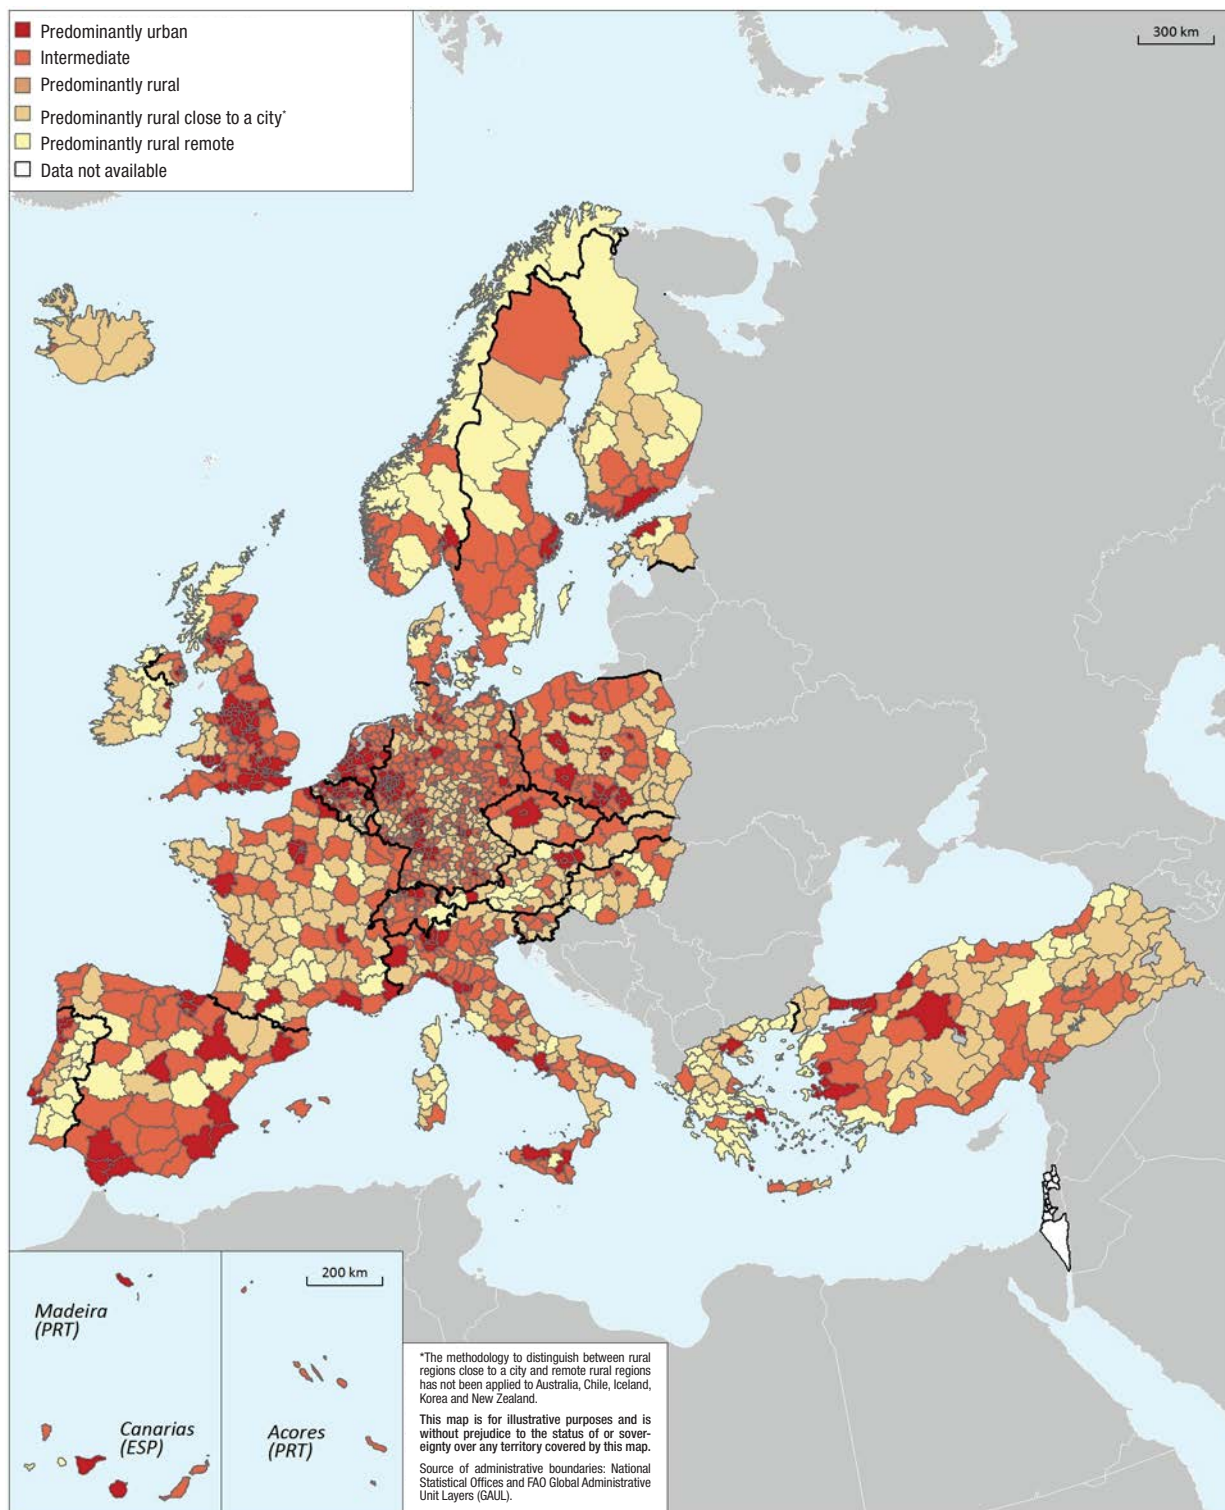 Predominantly urban
Intermediate
Predominantly rural
Predominantly rural close to a city*
Predominantly rural remote
Data not available
300 km
200 km
Madeira
(PRT)
Canarias
(ESP)
Acores
(PRT)
*The methodology to distinguish between rural
regions close to a city and remote rural regions
has not been applied to Australia, Chile, Iceland,
Korea and New Zealand.
This map is for illustrative purposes and is
without prejudice to the status of or sover-
eignty over any territory covered by this map.
Source of administrative boundaries: National
Statistical Offices and FAO Global Administrative
Unit Layers (GAUL).